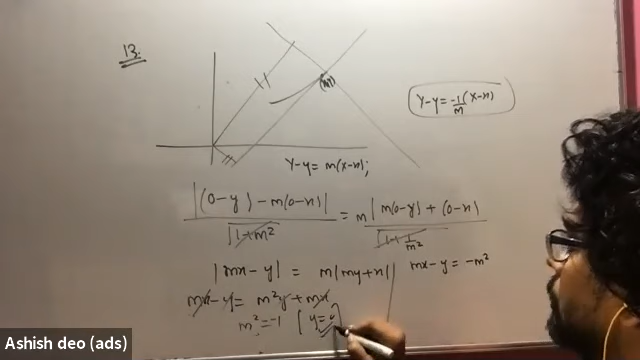 13.
(x,y)
Y-y = -1/m (X-x)
Y-y = m(X-x);
|(0-y) - m(0-x)| / √1+m² = m|m(0-y) + (0-x)| / √1+1/m²
|mx-y| = m|my+x|
mx-y = -m²
mx-y = m²y + mx
m² = -1 [y=0]
Ashish deo (ads)